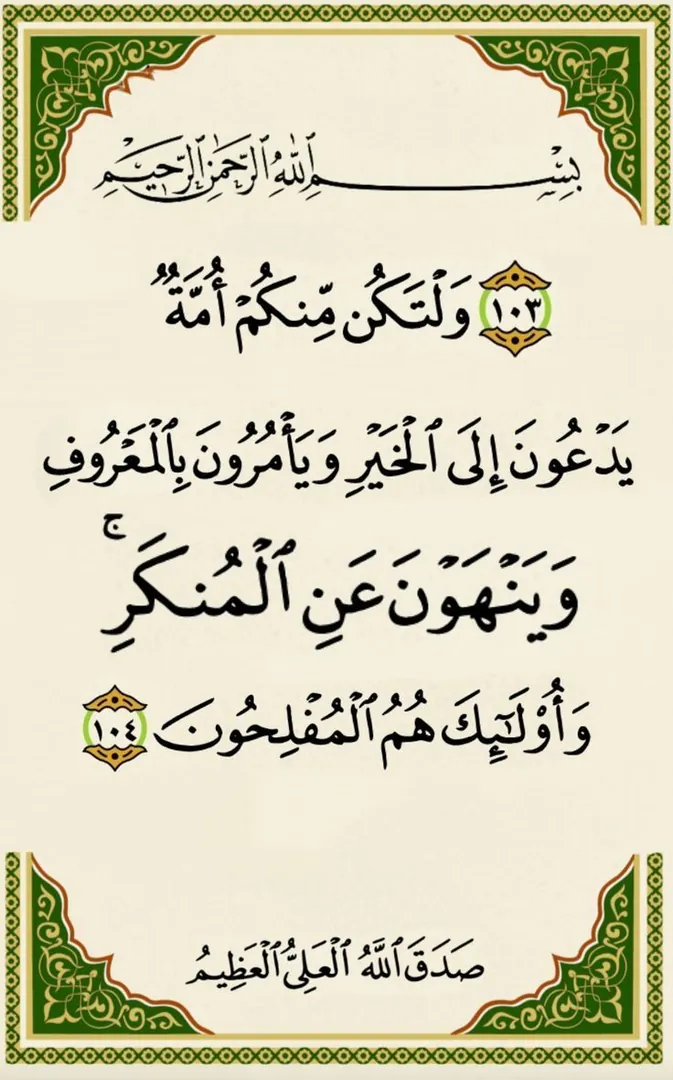 بِسْمِ ٱللَّهِ ٱلرَّحْمَٰنِ ٱلرَّحِيمِ
١٠٣ وَلْتَكُن مِّنكُمْ أُمَّةٌ
يَدْعُونَ إِلَى ٱلْخَيْرِ وَيَأْمُرُونَ بِٱلْمَعْرُوفِ
وَيَنْهَوْنَ عَنِ ٱلْمُنكَرِ ۚ
وَأُو۟لَـٰٓئِكَ هُمُ ٱلْمُفْلِحُونَ ١٠٤
صَدَقَ ٱللَّهُ ٱلْعَلِىُّ ٱلْعَظِيمُ